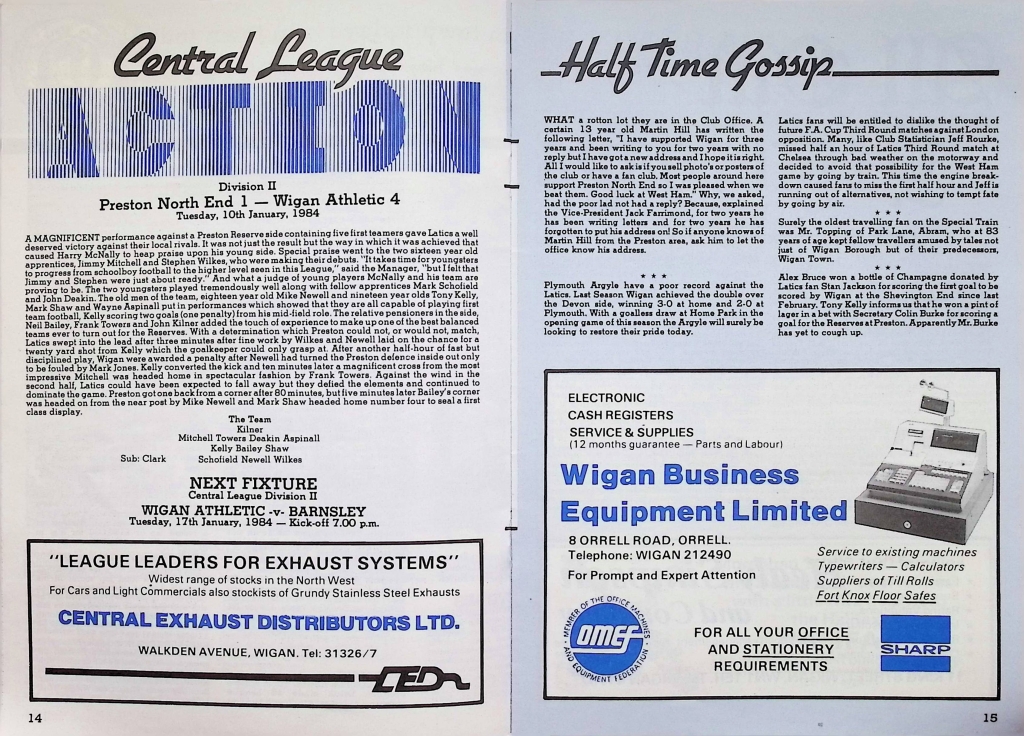 Central League
ACTION
Division II
Preston North End 1 — Wigan Athletic 4
Tuesday, 10th January, 1984
A MAGNIFICENT performance against a Preston Reserve side containing five first teamers gave Latics a well
deserved victory against their local rivals. It was not just the result but the way in which it was achieved that
caused Harry McNally to heap praise upon his young side. Special praise went to the two sixteen year old
apprentices, Jimmy Mitchell and Stephen Wilkes, who were making their debuts. "It takes time for youngsters
to progress from schoolboy football to the higher level seen in this League," said the Manager, "but I felt that
Jimmy and Stephen were just about ready." And what a judge of young players McNally and his team are
proving to be. The two youngsters played tremendously well along with fellow apprentices Mark Schofield
and John Deakin. The old men of the team, eighteen year old Mike Newell and nineteen year olds Tony Kelly,
Mark Shaw and Wayne Aspinall put in performances which showed that they are all capable of playing first
team football, Kelly scoring two goals (one penalty) from his mid-field role. The relative pensioners in the side,
Neil Bailey, Frank Towers and John Kilner added the touch of experience to make up one of the best balanced
teams ever to turn out for the Reserves. With a determination which Preston could not, or would not, match,
Latics swept into the lead after three minutes after fine work by Wilkes and Newell laid on the chance for a
twenty yard shot from Kelly which the goalkeeper could only grasp at. After another half-hour of fast but
disciplined play, Wigan were awarded a penalty after Newell had turned the Preston defence inside out only
to be fouled by Mark Jones. Kelly converted the kick and ten minutes later a magnificent cross from the most
impressive Mitchell was headed home in spectacular fashion by Frank Towers. Against the wind in the
second half, Latics could have been expected to fall away but they defied the elements and continued to
dominate the game. Preston got one back from a corner after 80 minutes, but five minutes later Bailey's corner
was headed on from the near post by Mike Newell and Mark Shaw headed home number four to seal a first
class display.
The Team
Kilner
Mitchell Towers Deakin Aspinall
Kelly Bailey Shaw
Sub: Clark Schofield Newell Wilkes
NEXT FIXTURE
Central League Division II
WIGAN ATHLETIC -v- BARNSLEY
Tuesday, 17th January, 1984 — Kick-off 7.00 p.m.
"LEAGUE LEADERS FOR EXHAUST SYSTEMS"
Widest range of stocks in the North West
For Cars and Light Commercials also stockists of Grundy Stainless Steel Exhausts
CENTRAL EXHAUST DISTRIBUTORS LTD.
WALKDEN AVENUE, WIGAN. Tel: 31326/7
CED
14
Half Time Gossip
WHAT a rotton lot they are in the Club Office. A
certain 13 year old Martin Hill has written the
following letter, "I have supported Wigan for three
years and been writing to you for two years with no
reply but I have got a new address and I hope it is right.
All I would like to ask is if you sell photo's or pens of
the club or have a fan club. Most people around here
support Preston North End so I was pleased when we
beat them. Good luck at West Ham." Why, we asked,
had the poor lad not had a reply? Because, explained
the Vice-President Jack Farrimond, for two years he
has been writing letters and for two years he has
forgotten to put his address on! So if anyone knows of
Martin Hill from the Preston area, ask him to let the
office know his address.
* * *
Plymouth Argyle have a poor record against the
Latics. Last Season Wigan achieved the double over
the Devon side, winning 3-0 at home and 2-0 at
Plymouth. With a goalless draw at Home Park in the
opening game of this season the Argyle will surely be
looking to restore their pride today.
Latics fans will be entitled to dislike the thought of
future F.A. Cup Third Round matches against London
opposition. Many, like Club Statistician Jeff Rourke,
missed half an hour of Latics Third Round match at
Chelsea through bad weather on the motorway and
decided to avoid that possibility for the West Ham
game by going by train. This time the engine break-
down caused fans to miss the first half hour and Jeff is
running out of alternatives, not wishing to tempt fate
by going by air.
* * *
Surely the oldest travelling fan on the Special Train
was Mr. Topping of Park Lane, Abram, who at 83
years of age kept fellow travellers amused by tales not
just of Wigan Borough but of their predecessors,
Wigan Town.
* * *
Alex Bruce won a bottle of Champagne donated by
Latics fan Stan Jackson for scoring the first goal to be
scored by Wigan at the Shevington End since last
February. Tony Kelly informs us that he won a pint of
lager in a bet with Secretary Colin Burke for scoring a
goal for the Reserves at Preston. Apparently Mr. Burke
has yet to cough up.
ELECTRONIC
CASH REGISTERS
SERVICE & SUPPLIES
(12 months guarantee — Parts and Labour)
Wigan Business
Equipment Limited
8 ORRELL ROAD, ORRELL.
Telephone: WIGAN 212490
For Prompt and Expert Attention
Service to existing machines
Typewriters — Calculators
Suppliers of Till Rolls
Fort Knox Floor Safes
MEMBER OF THE OFFICE MACHINES
OMEF
AND EQUIPMENT FEDERATION
FOR ALL YOUR OFFICE
AND STATIONERY
REQUIREMENTS
SHARP
15